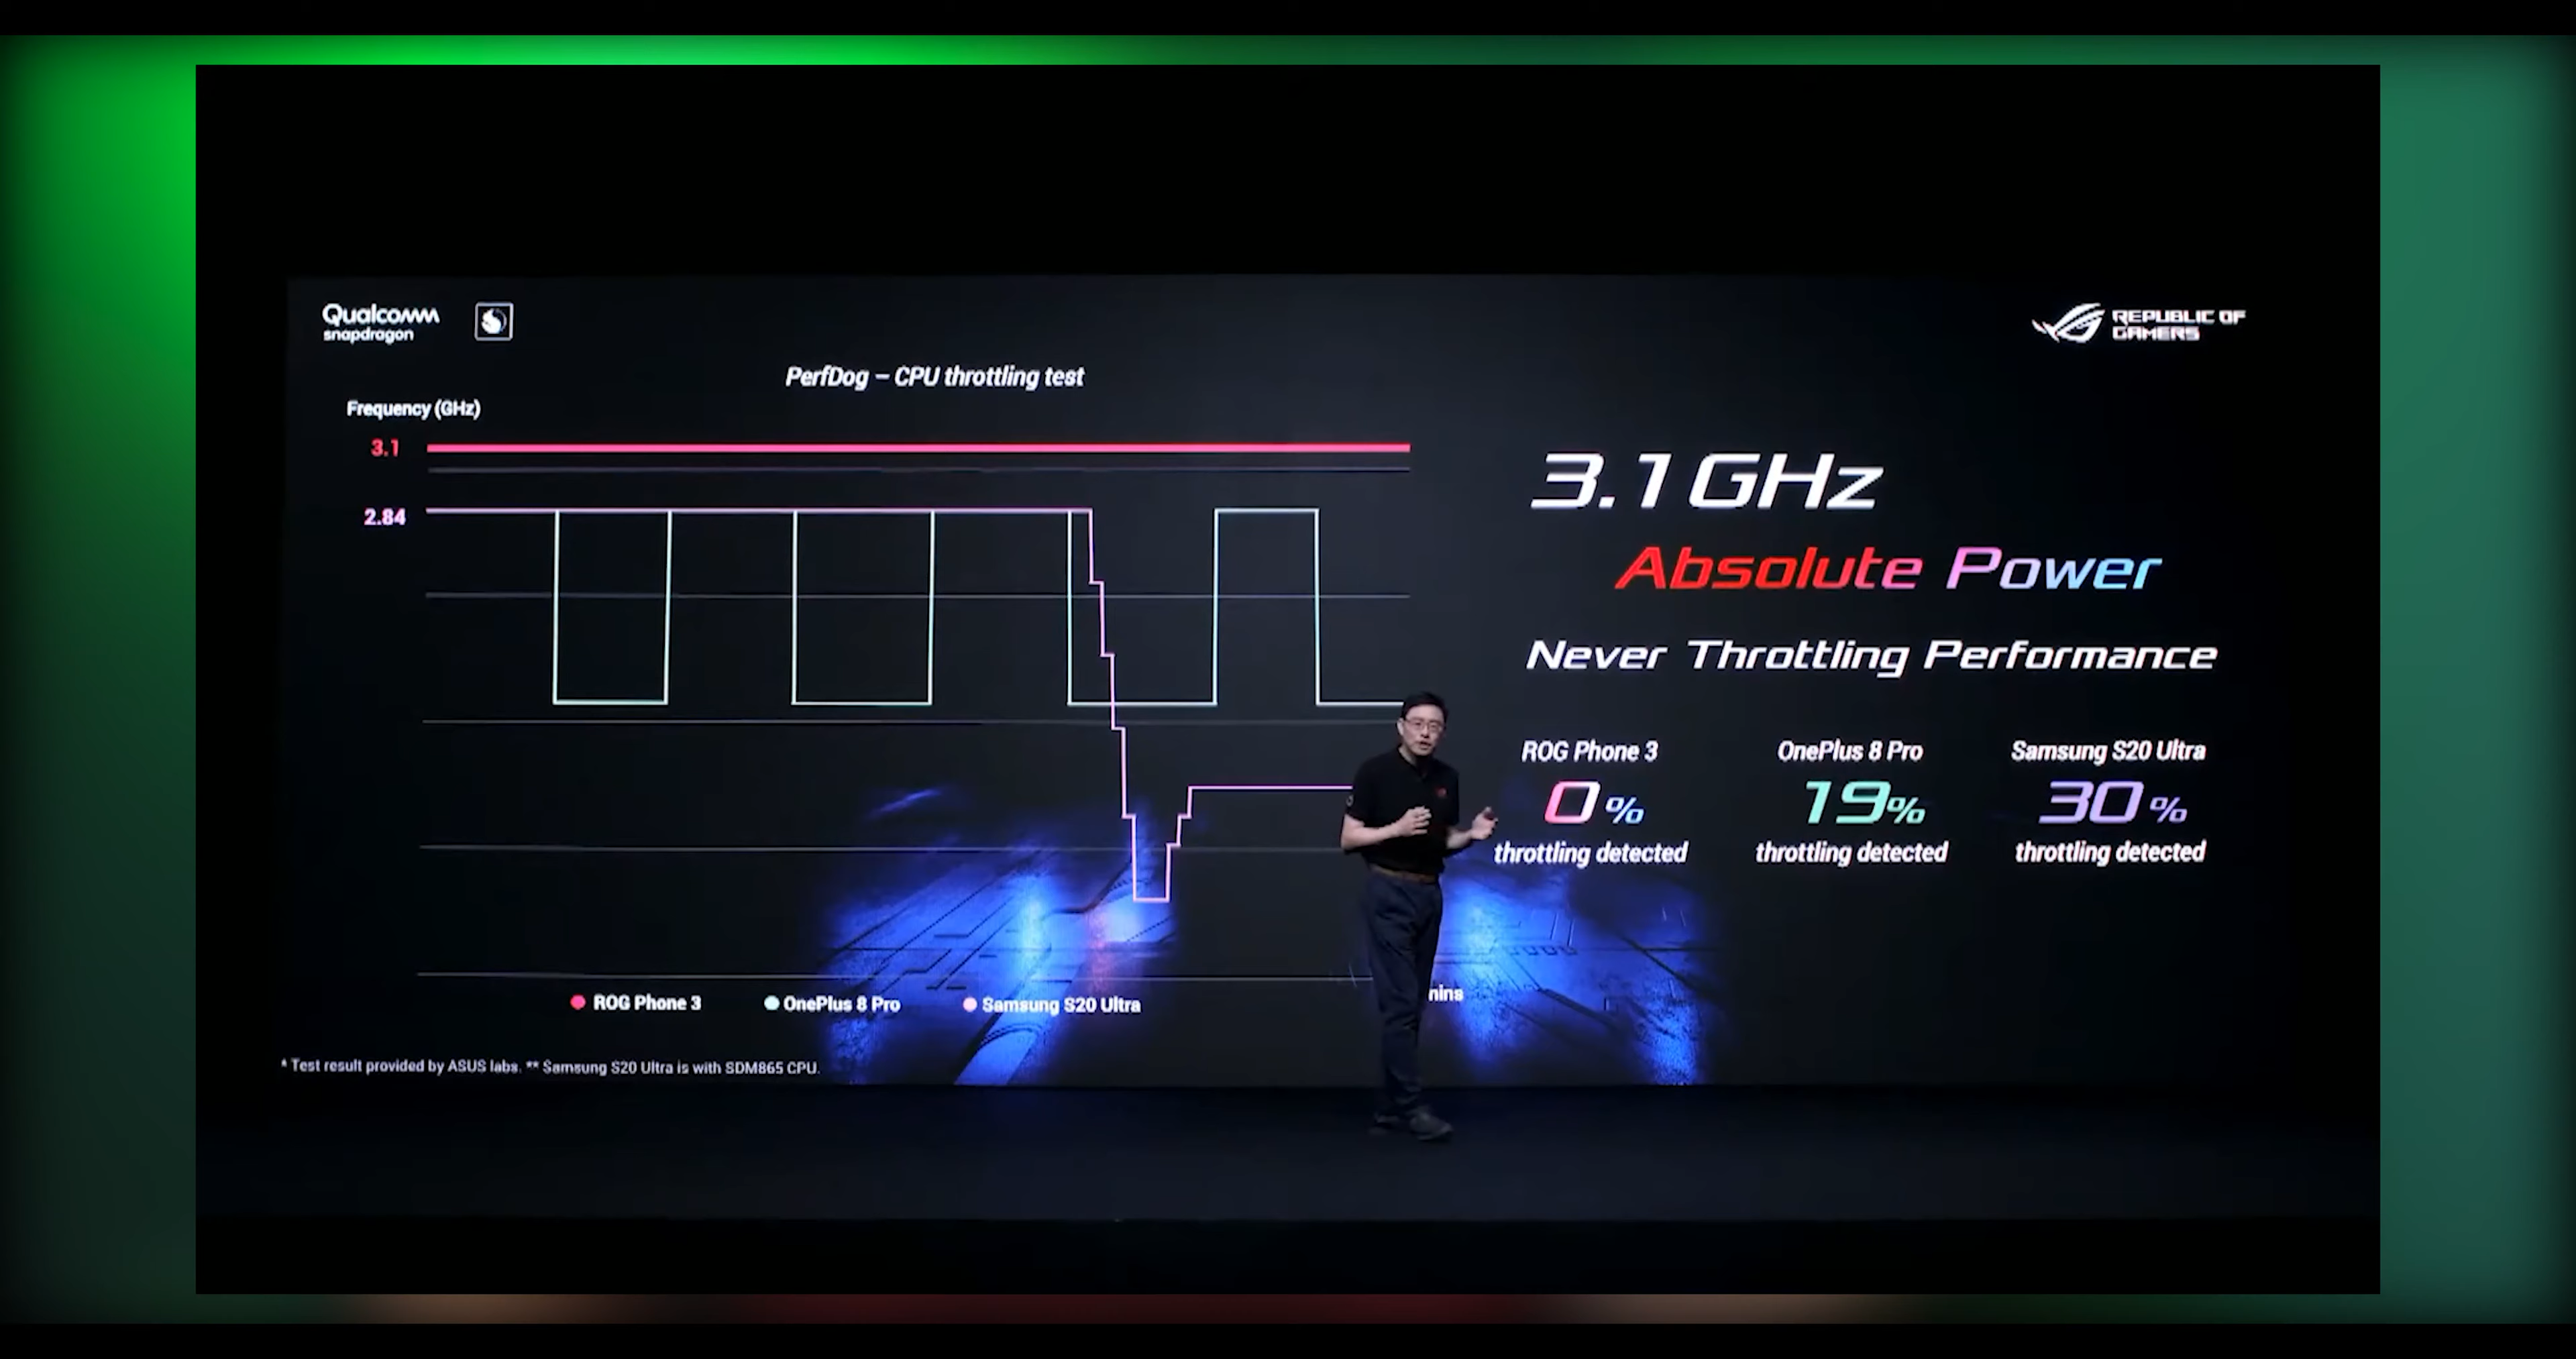 Qualcomm
snapdragon
REPUBLIC OF
GAMERS
PerfDog – CPU throttling test
Frequency (GHz)
3.1
2.84
3.1 GHz
Absolute Power
Never Throttling Performance
ROG Phone 3
0%
throttling detected
OnePlus 8 Pro
19%
throttling detected
Samsung S20 Ultra
30%
throttling detected
ROG Phone 3
OnePlus 8 Pro
Samsung S20 Ultra
* Test result provided by ASUS labs. ** Samsung S20 Ultra is with SDM865 CPU.